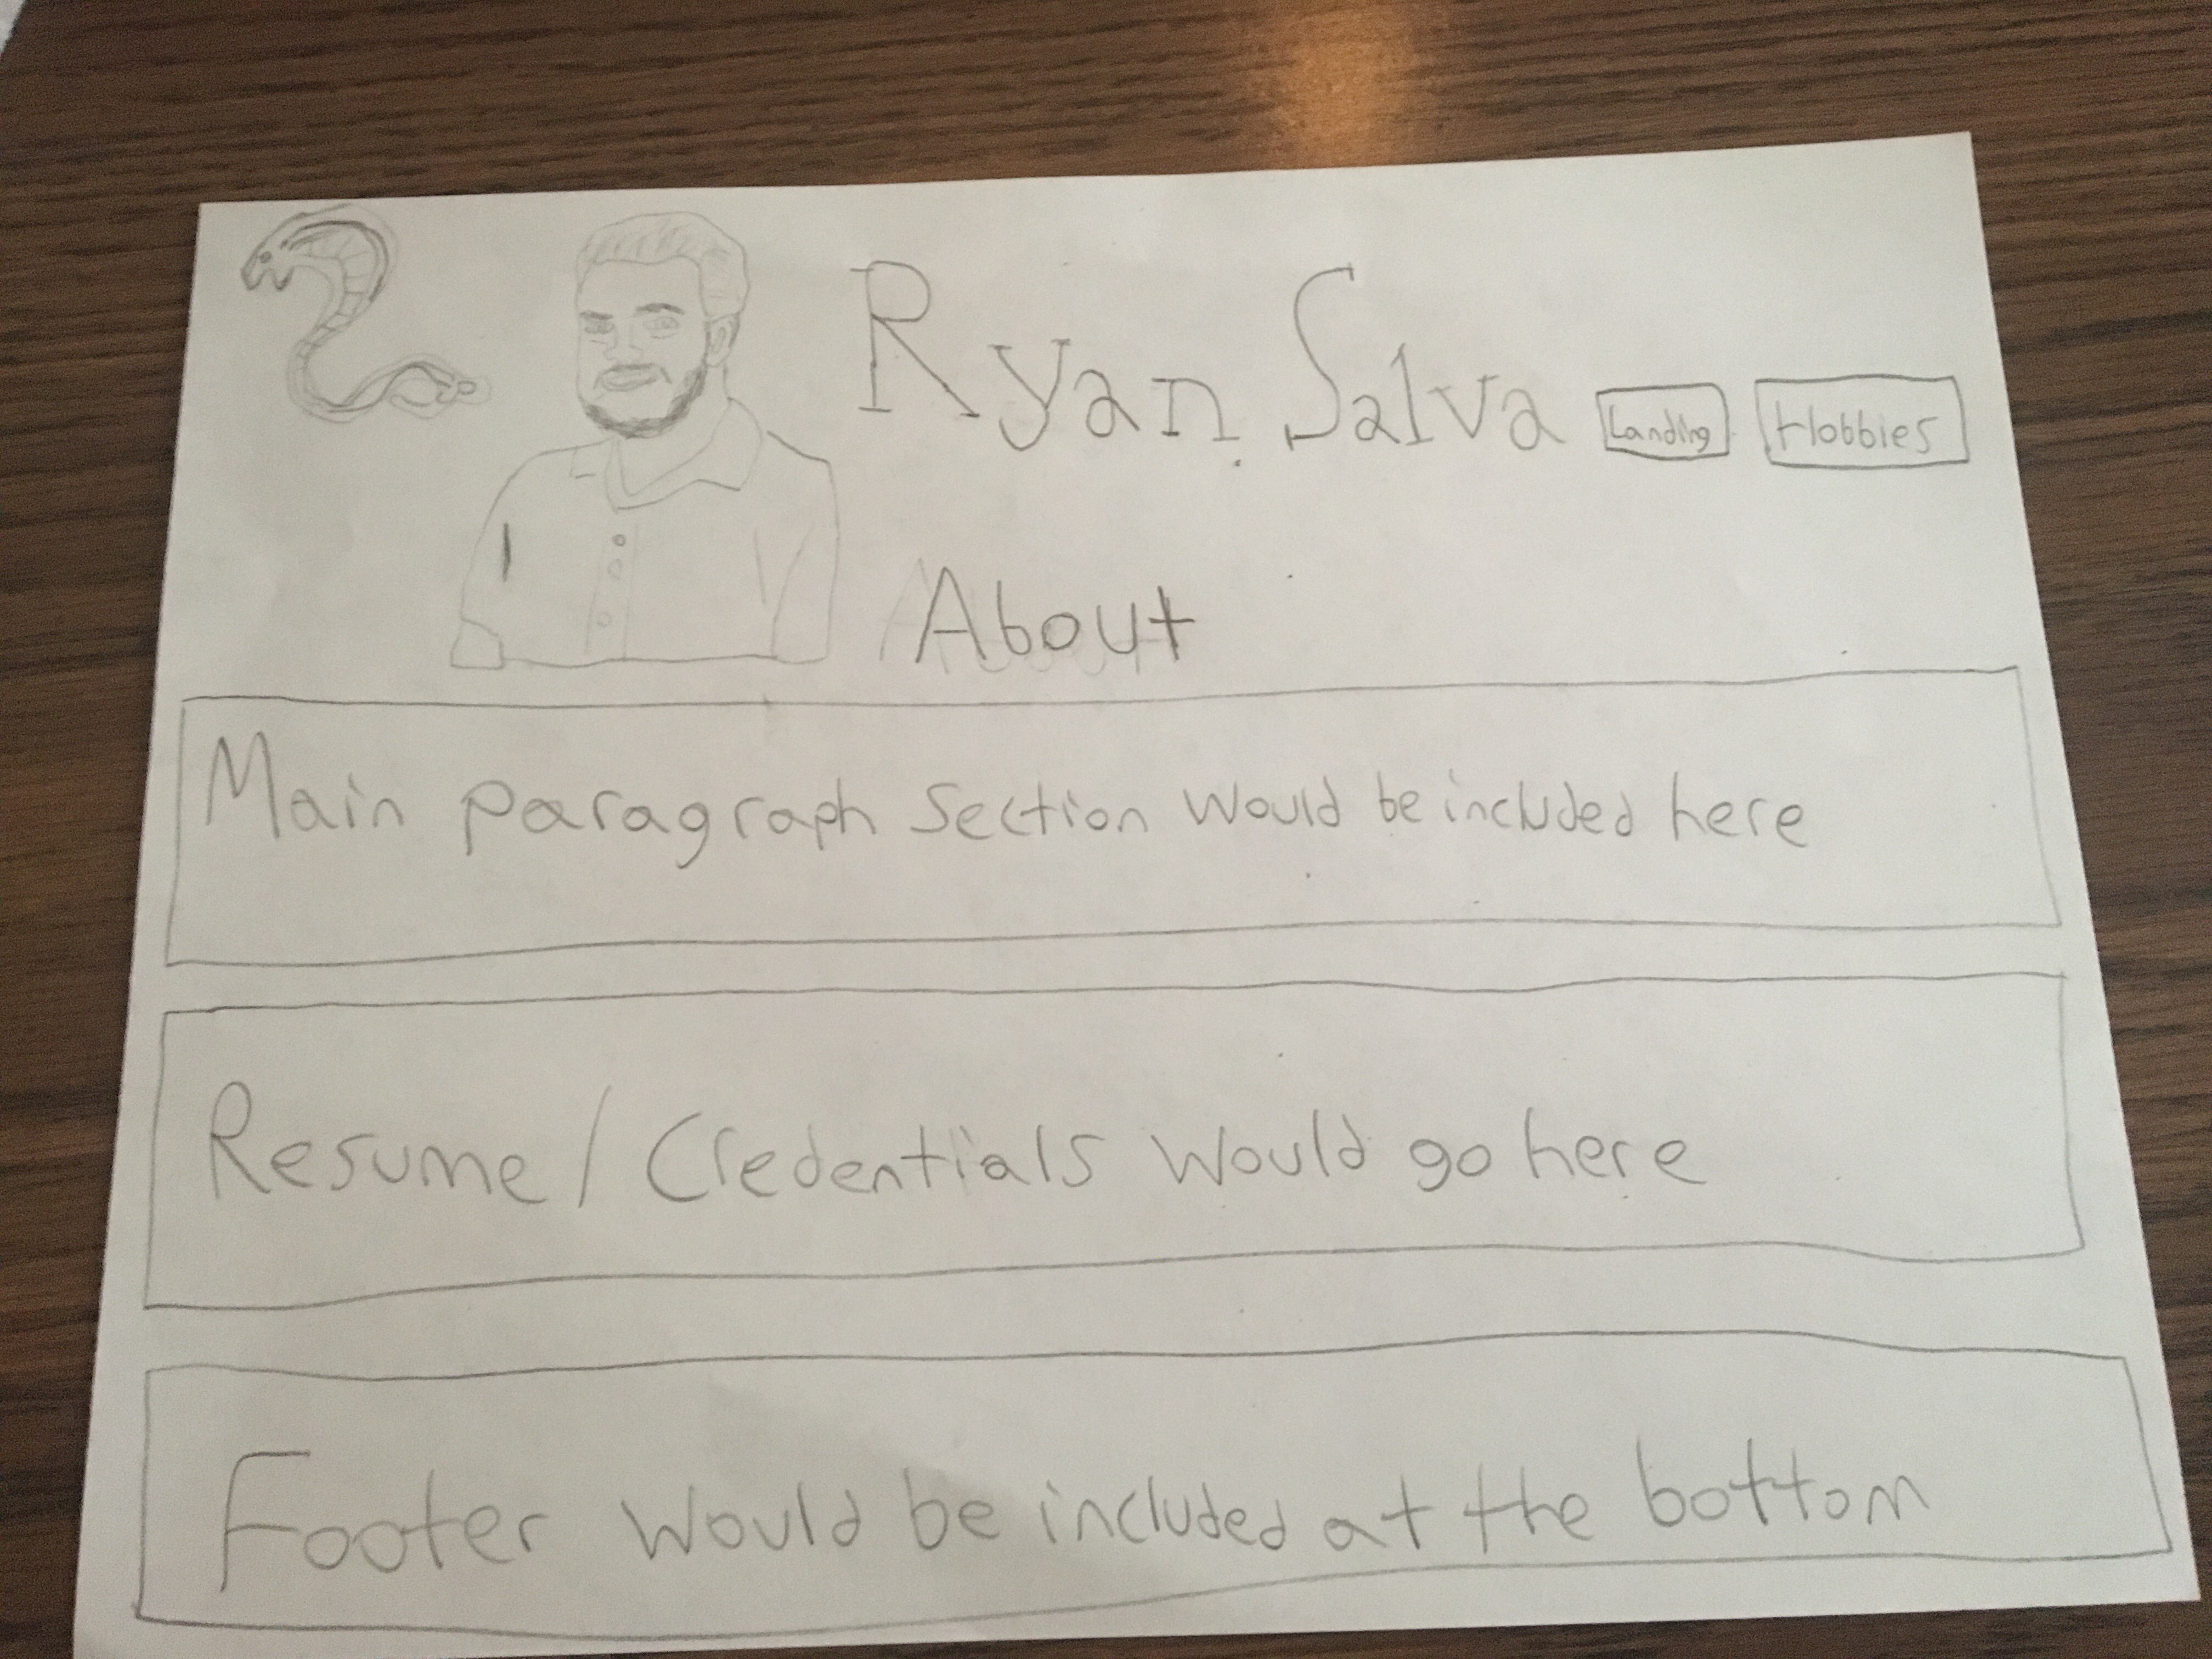 Ryan Salva
Landing
Hobbies
About
Main paragraph Section Would be included here
Resume / Credentials Would go here
Footer Would be included at the bottom